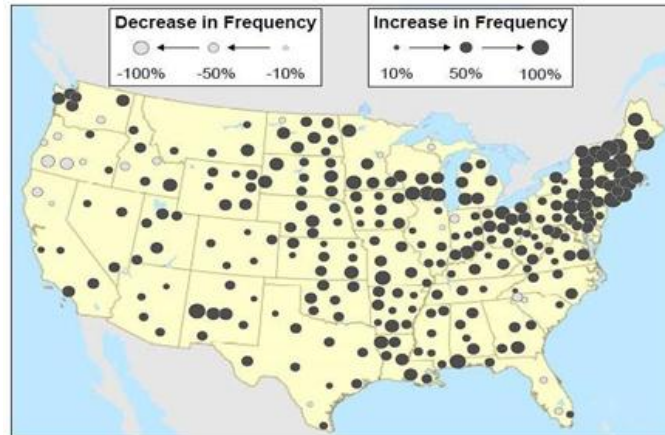 Decrease in Frequency
-100% -50% -10%
Increase in Frequency
10% 50% 100%